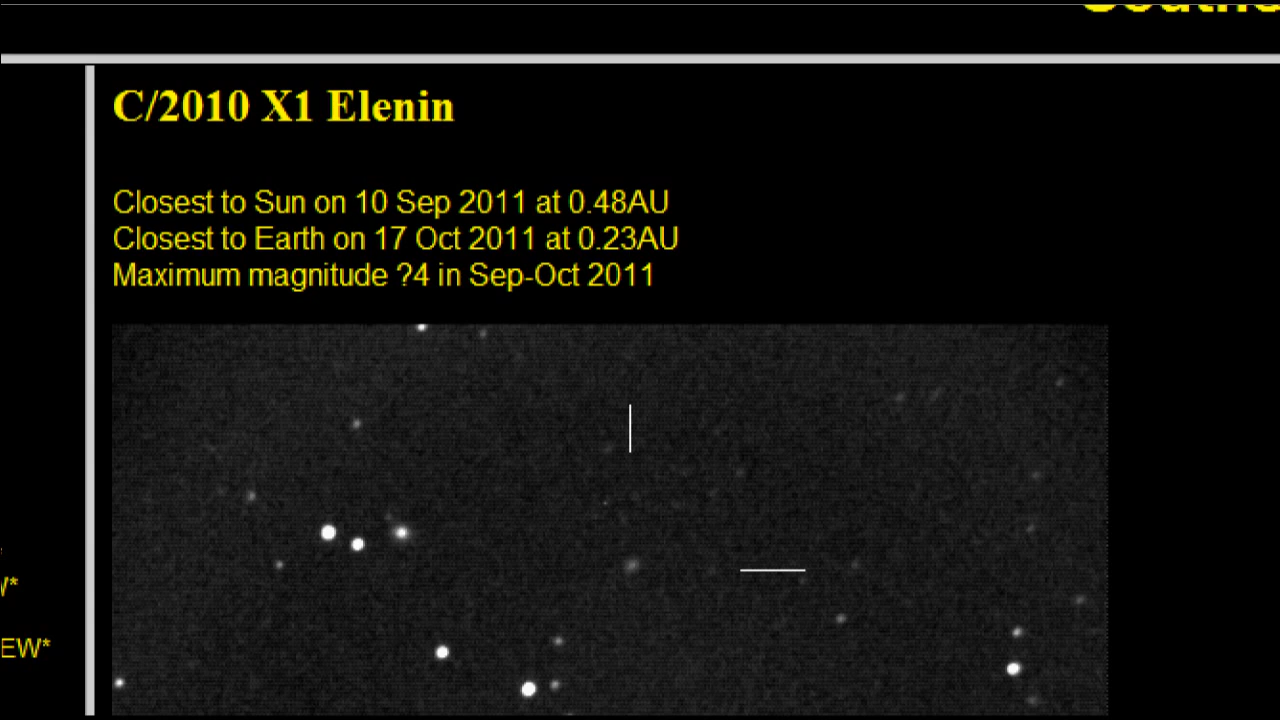 C/2010 X1 Elenin
Closest to Sun on 10 Sep 2011 at 0.48AU
Closest to Earth on 17 Oct 2011 at 0.23AU
Maximum magnitude ?4 in Sep-Oct 2011
EW*